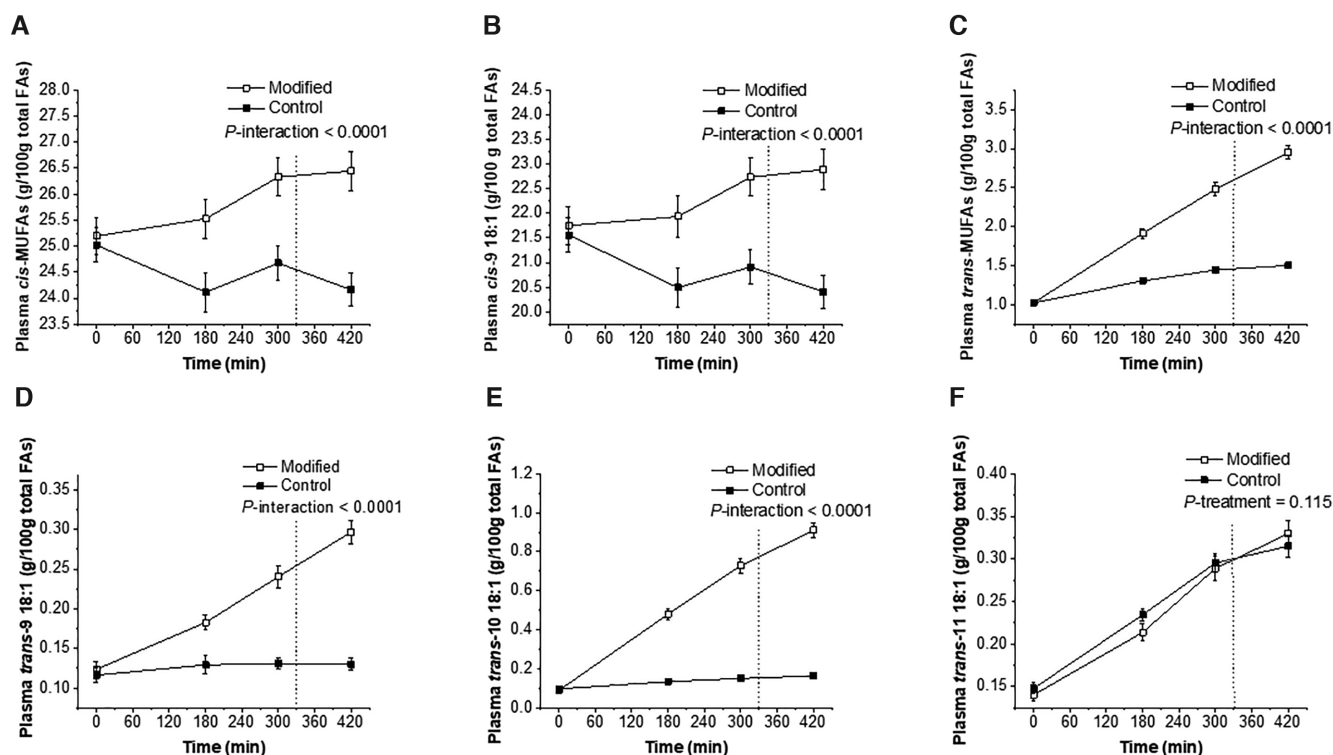 A
Plasma cis-MUFAs (g/100g total FAs)
28.0
27.5
27.0
26.5
26.0
25.5
25.0
24.5
24.0
23.5
Modified
Control
P-interaction < 0.0001
0 60 120 180 240 300 360 420
Time (min)
B
Plasma cis-9 18:1 (g/100 g total FAs)
24.5
24.0
23.5
23.0
22.5
22.0
21.5
21.0
20.5
20.0
Modified
Control
P-interaction < 0.0001
0 60 120 180 240 300 360 420
Time (min)
C
Plasma trans-MUFAs (g/100g total FAs)
3.5
3.0
2.5
2.0
1.5
1.0
Modified
Control
P-interaction < 0.0001
0 60 120 180 240 300 360 420
Time (min)
D
Plasma trans-9 18:1 (g/100g total FAs)
0.35
0.30
0.25
0.20
0.15
0.10
Modified
Control
P-interaction < 0.0001
0 60 120 180 240 300 360 420
Time (min)
E
Plasma trans-10 18:1 (g/100g total FAs)
1.2
1.0
0.8
0.6
0.4
0.2
0.0
Modified
Control
P-interaction < 0.0001
0 60 120 180 240 300 360 420
Time (min)
F
Plasma trans-11 18:1 (g/100g total FAs)
0.40
0.35
0.30
0.25
0.20
0.15
Modified
Control
P-treatment = 0.115
0 60 120 180 240 300 360 420
Time (min)